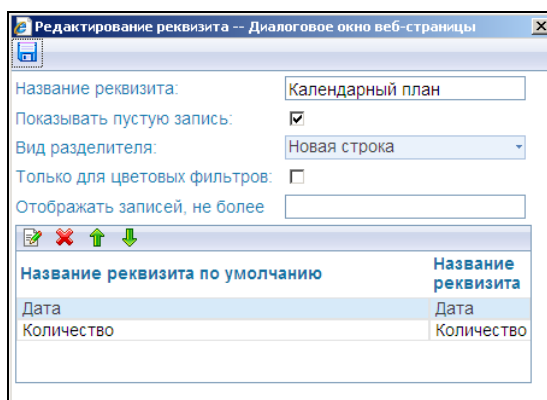 Редактирование реквизита -- Диалоговое окно веб-страницы
Название реквизита: Календарный план
Показывать пустую запись:
Вид разделителя: Новая строка
Только для цветовых фильтров:
Отображать записей, не более
Название реквизита по умолчанию Название реквизита
Дата Дата
Количество Количество